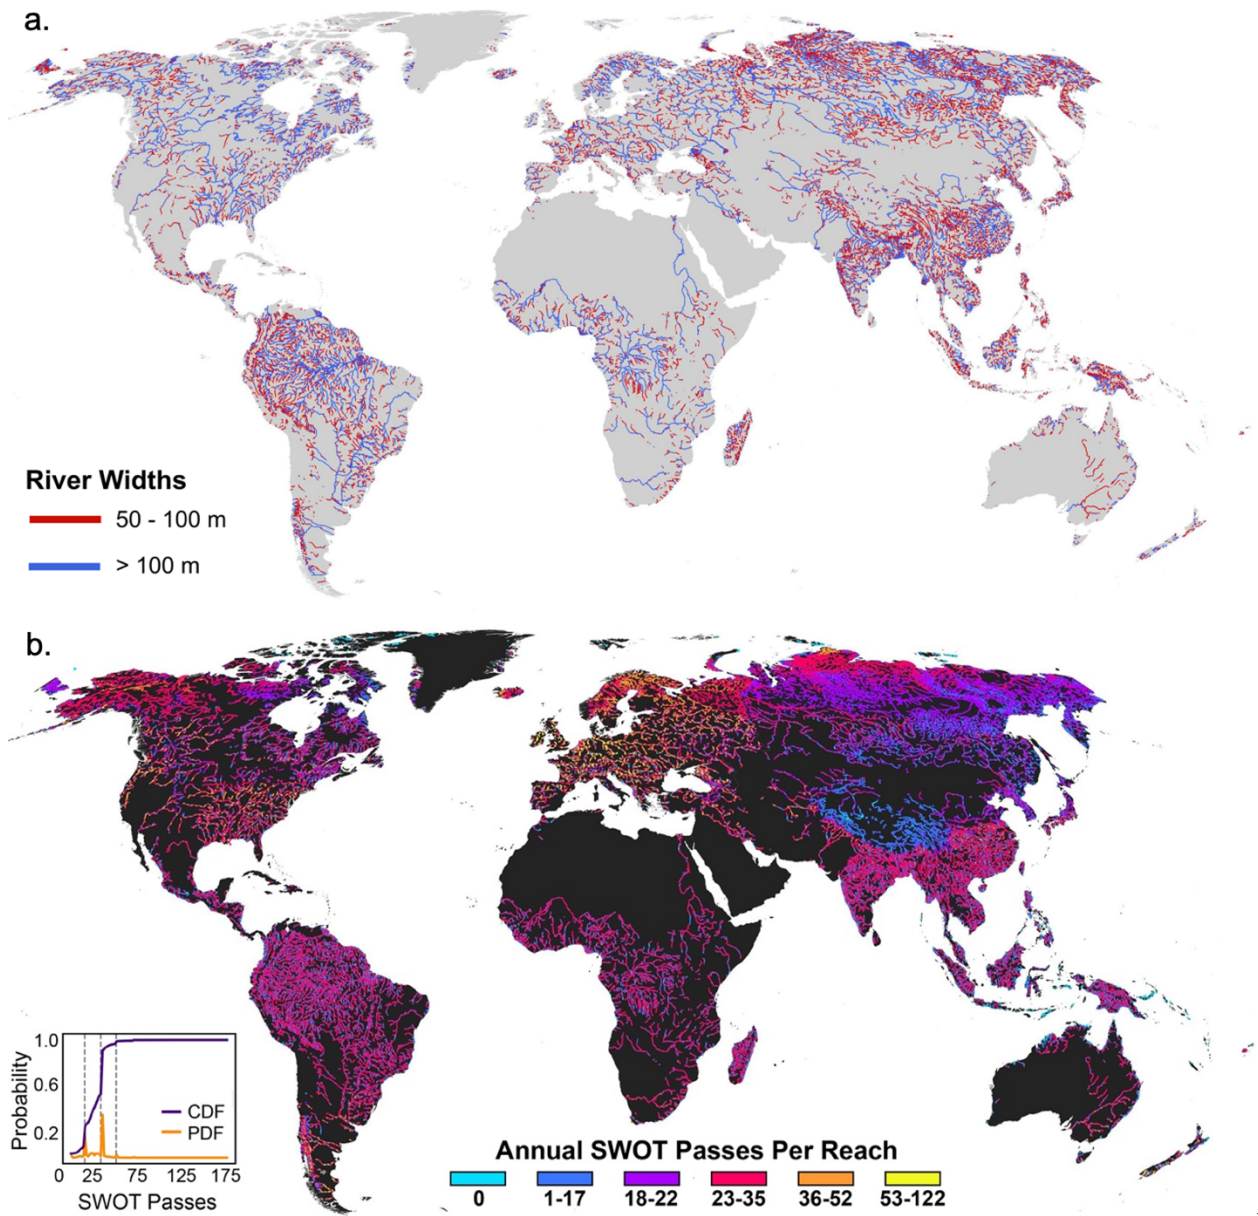 a.
River Widths
50 - 100 m
> 100 m
b.
1.0
0.6
0.2
Probability
CDF
PDF
0 25 75 125 175
SWOT Passes
Annual SWOT Passes Per Reach
0 1-17 18-22 23-35 36-52 53-122